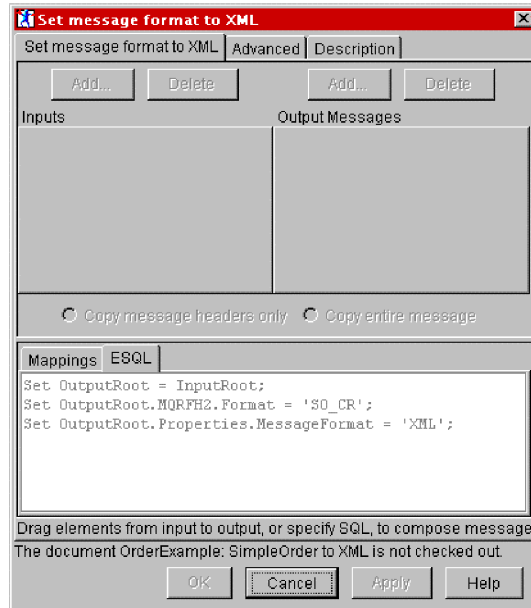 Set message format to XML
Set message format to XML Advanced Description
Add... Delete Add... Delete
Inputs Output Messages
Copy message headers only Copy entire message
Mappings ESQL
Set OutputRoot = InputRoot;
Set OutputRoot.MQRFH2.Format = 'SO_CR';
Set OutputRoot.Properties.MessageFormat = 'XML';
Drag elements from input to output, or specify SQL, to compose message
The document OrderExample: SimpleOrder to XML is not checked out.
OK Cancel Apply Help